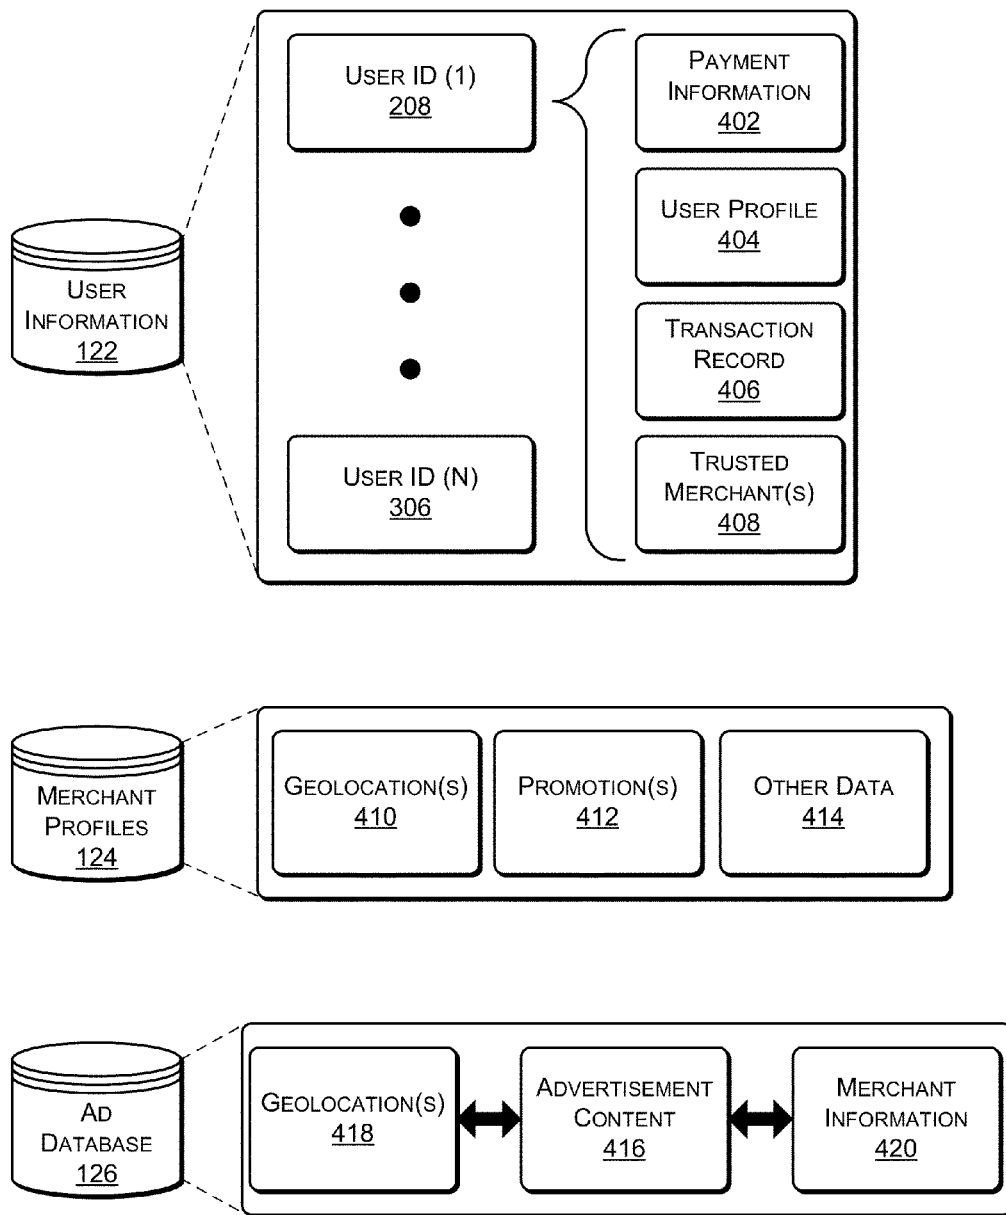 USER ID (1)
208
PAYMENT
INFORMATION
402
USER PROFILE
404
USER
INFORMATION
122
TRANSACTION
RECORD
406
USER ID (N)
306
TRUSTED
MERCHANT(S)
408
MERCHANT
PROFILES
124
GEOLOCATION(S)
410
PROMOTION(S)
412
OTHER DATA
414
AD
DATABASE
126
GEOLOCATION(S)
418
ADVERTISEMENT
CONTENT
416
MERCHANT
INFORMATION
420